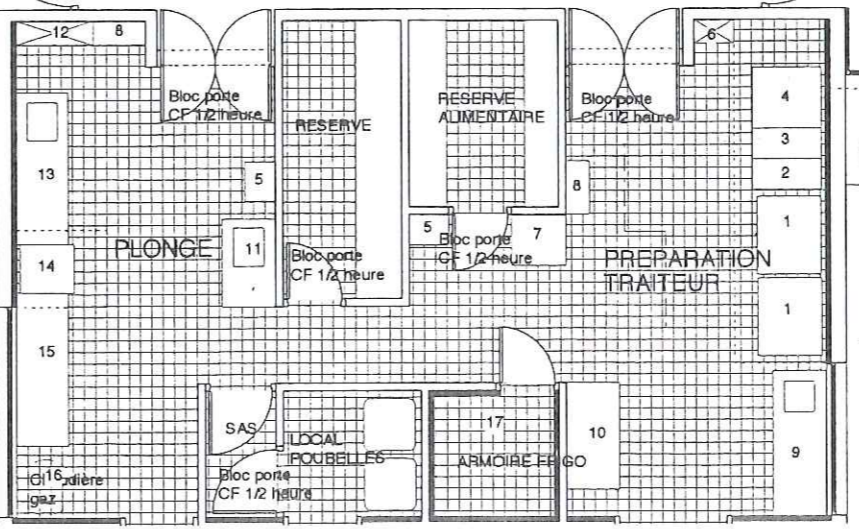 12
8
6
Bloc porte
CF 1/2 heure
RESERVE
RESERVE
ALIMENTAIRE
Bloc porte
CF 1/2 heure
4
3
2
13
5
8
1
PLONGE
11
Bloc porte
CF 1/2 heure
5
Bloc porte
CF 1/2 heure
7
PREPARATION
TRAITEUR
14
1
15
SAS
LOCAL
POUBELLES
17
ARMOIRE FRIGO
10
9
16
Bloc porte
CF 1/2 heure
gaz